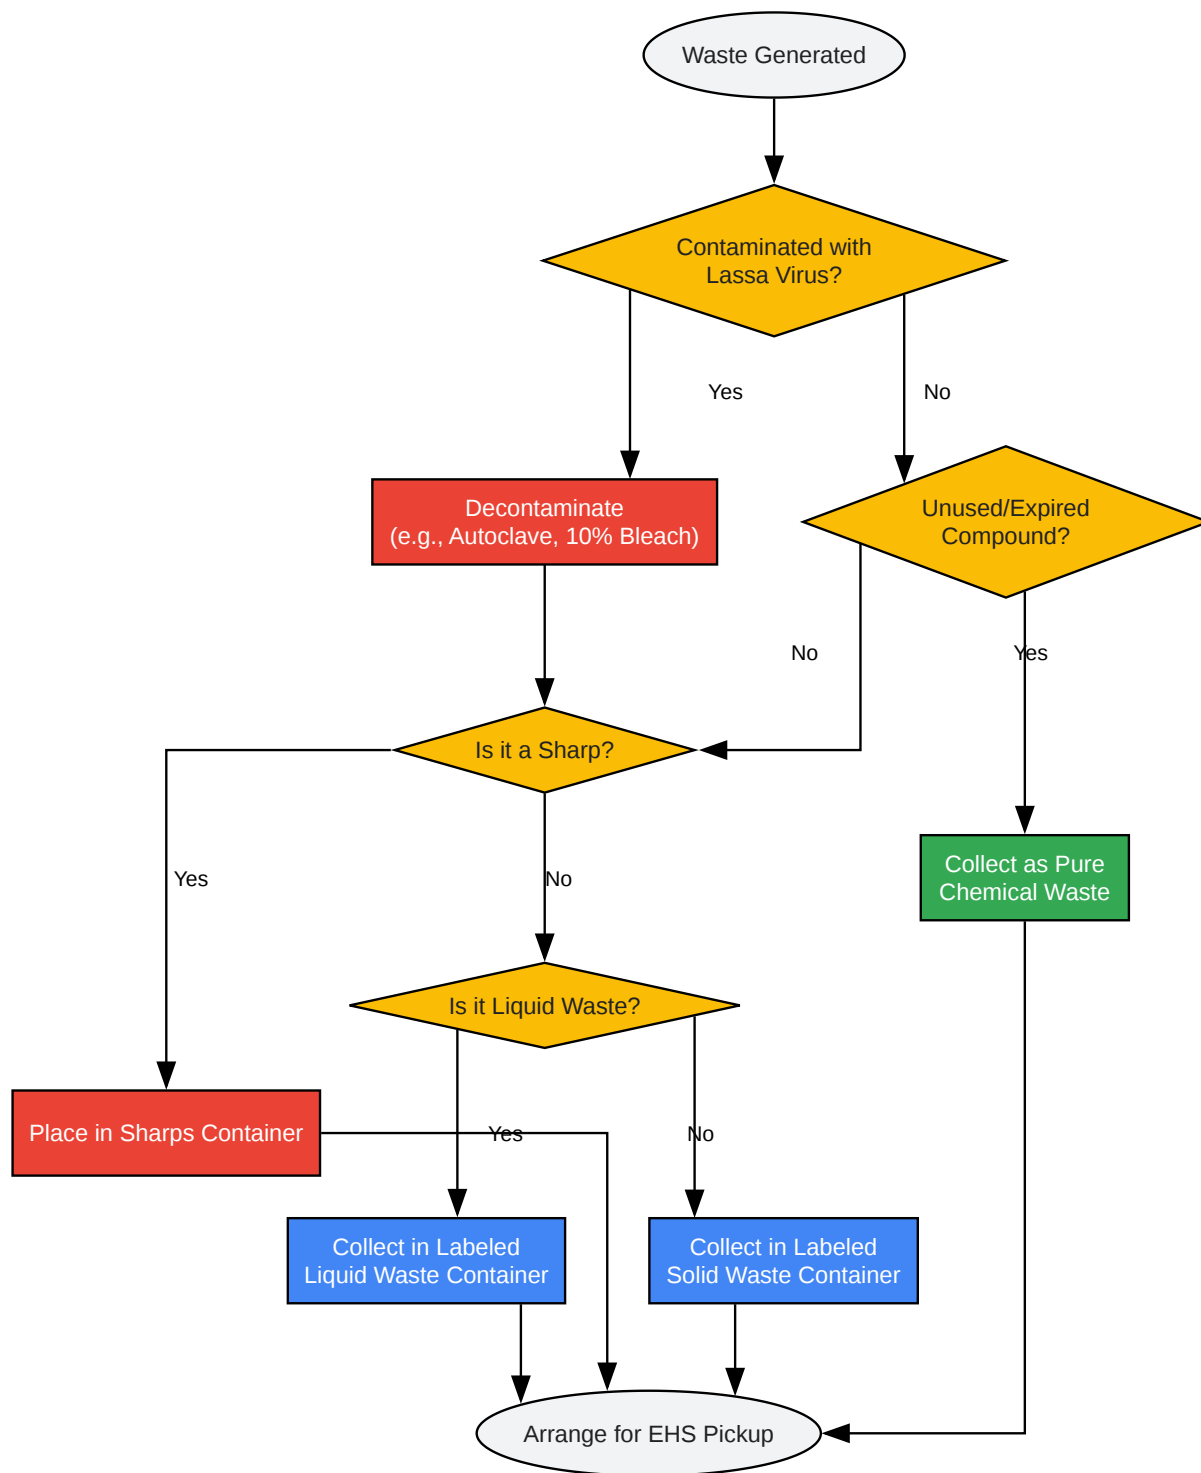 Waste Generated
Contaminated with
Lassa Virus?
Yes
No
Decontaminate
(e.g., Autoclave, 10% Bleach)
Unused/Expired
Compound?
No
Yes
Is it a Sharp?
Yes
No
Collect as Pure
Chemical Waste
Is it Liquid Waste?
Place in Sharps Container
Yes
No
Collect in Labeled
Liquid Waste Container
Collect in Labeled
Solid Waste Container
Arrange for EHS Pickup